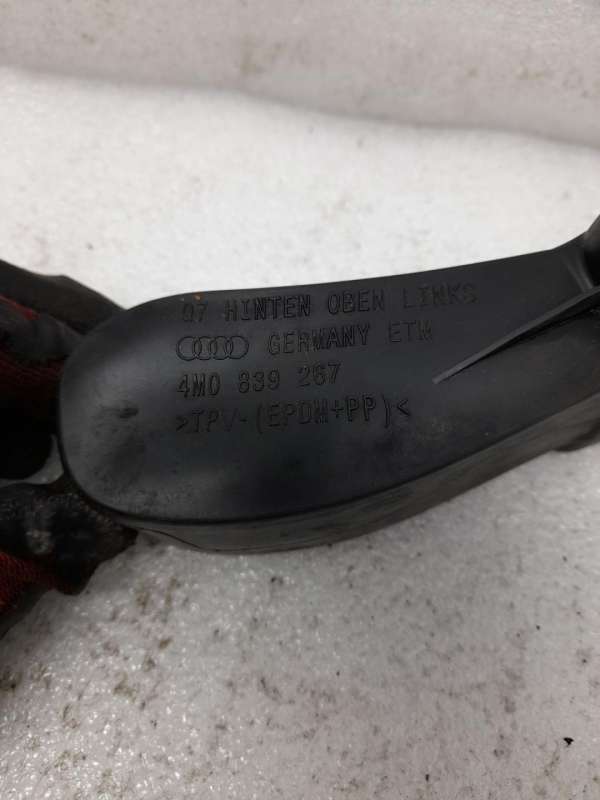 Q7 HINTEN OBEN LINKS
GERMANY ETM
4M0 839 267
>TPV-(EPDM+PP)<